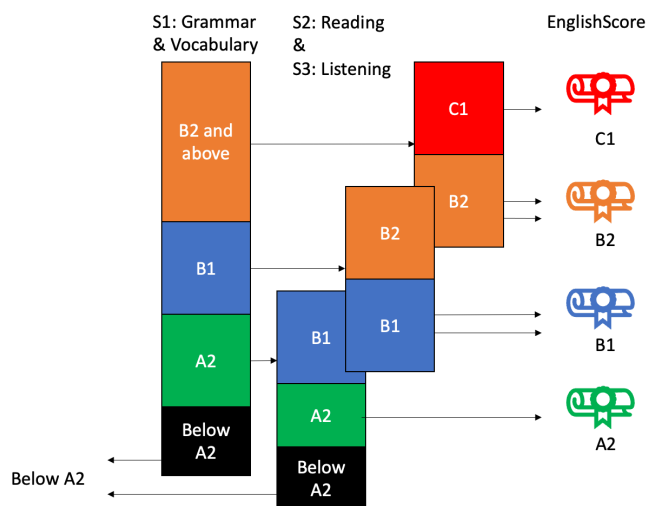 S1: Grammar
& Vocabulary
S2: Reading
&
S3: Listening
EnglishScore
B2 and
above
B1
A2
Below
A2
C1
B2
B2
B1
B1
A2
Below
A2
C1
B2
B1
A2
Below A2